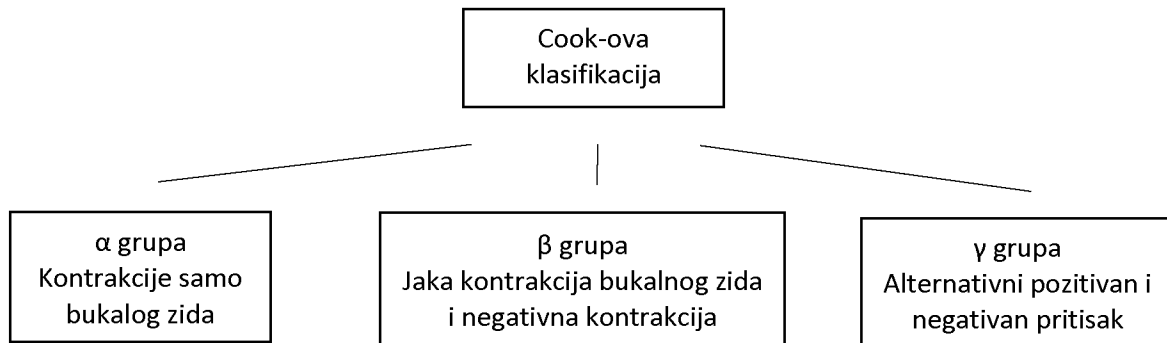 Cook-ova
klasifikacija
α grupa
Kontrakcije samo
bukalog zida
β grupa
Jaka kontrakcija bukalnog zida
i negativna kontrakcija
γ grupa
Alternativni pozitivan i
negativan pritisak